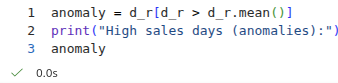 1 anomaly = d_r[d_r > d_r.mean()]
2 print("High sales days (anomalies):")
3 anomaly
0.0s